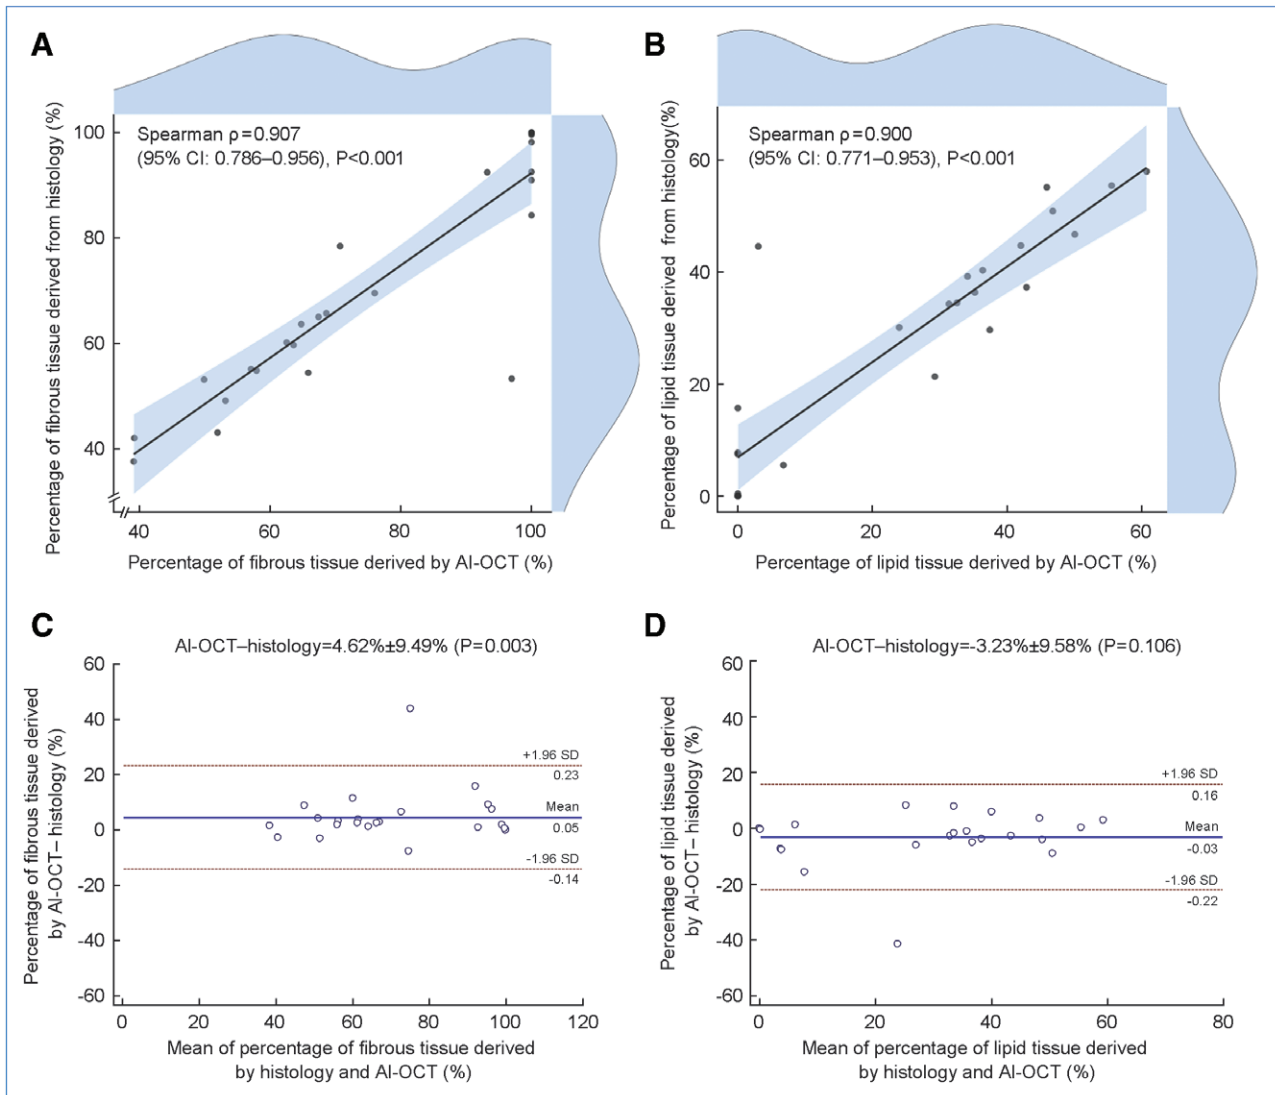 A
Percentage of fibrous tissue derived from histology (%)
Spearman ρ=0.907
(95% CI: 0.786–0.956), P<0.001
100
80
60
40
40 60 80 100
Percentage of fibrous tissue derived by AI-OCT (%)
B
Percentage of lipid tissue derived from histology(%)
Spearman ρ=0.900
(95% CI: 0.771–0.953), P<0.001
60
40
20
0
0 20 40 60
Percentage of lipid tissue derived by AI-OCT (%)
C
AI-OCT–histology=4.62%±9.49% (P=0.003)
Percentage of fibrous tissue derived
by AI-OCT– histology (%)
60
40
20
0
-20
-40
-60
+1.96 SD
0.23
Mean
0.05
-1.96 SD
-0.14
0 20 40 60 80 100 120
Mean of percentage of fibrous tissue derived
by histology and AI-OCT (%)
D
AI-OCT–histology=-3.23%±9.58% (P=0.106)
Percentage of lipid tissue derived
by AI-OCT– histology (%)
60
40
20
0
-20
-40
-60
+1.96 SD
0.16
Mean
-0.03
-1.96 SD
-0.22
0 20 40 60 80
Mean of percentage of lipid tissue derived
by histology and AI-OCT (%)